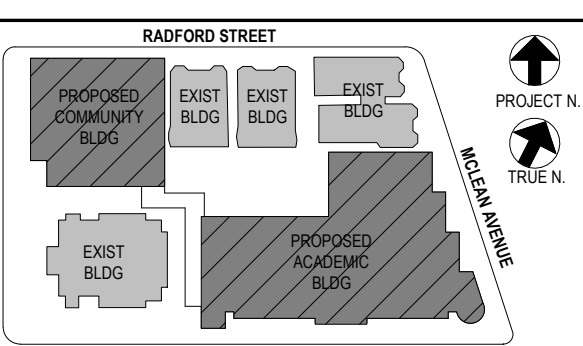 RADFORD STREET
PROPOSED
COMMUNITY
BLDG
EXIST
BLDG
EXIST
BLDG
EXIST
BLDG
PROJECT N.
TRUE N.
MCLEAN AVENUE
EXIST
BLDG
PROPOSED
ACADEMIC
BLDG